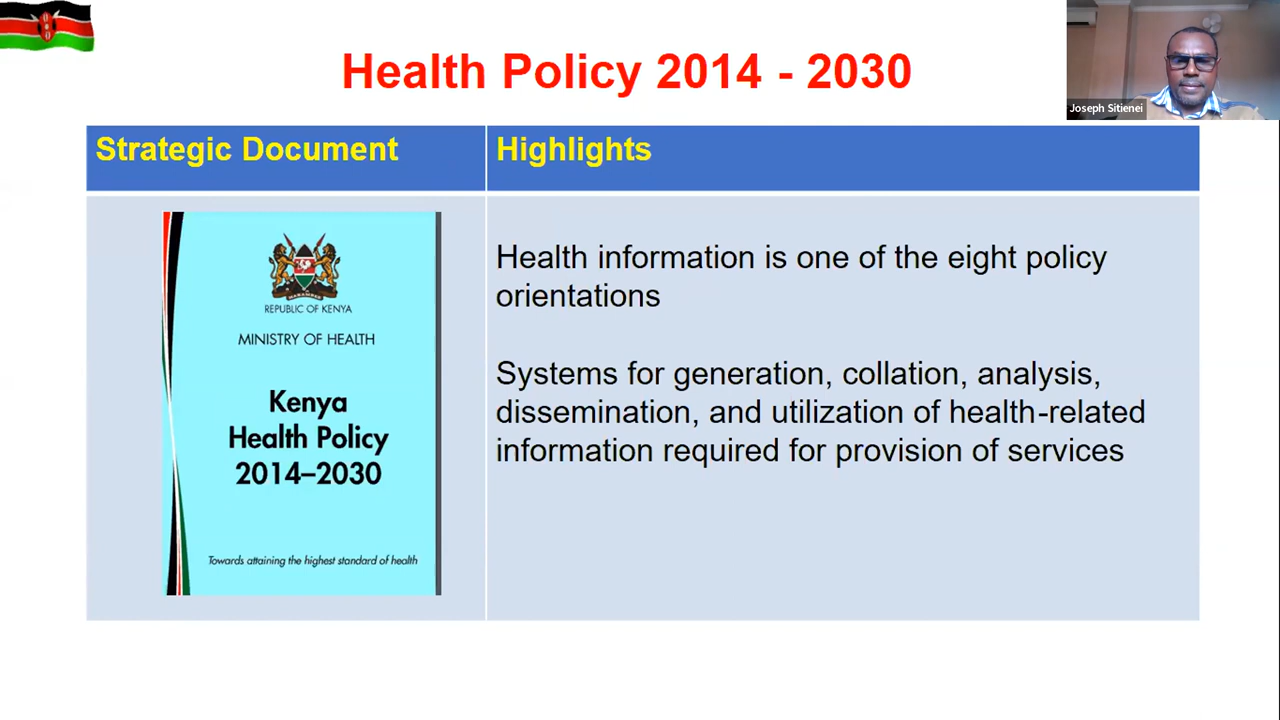 Health Policy 2014 - 2030
Joseph Sitienei
Strategic Document
Highlights
REPUBLIC OF KENYA
MINISTRY OF HEALTH
Kenya
Health Policy
2014–2030
Towards attaining the highest standard of health
Health information is one of the eight policy
orientations
Systems for generation, collation, analysis,
dissemination, and utilization of health-related
information required for provision of services